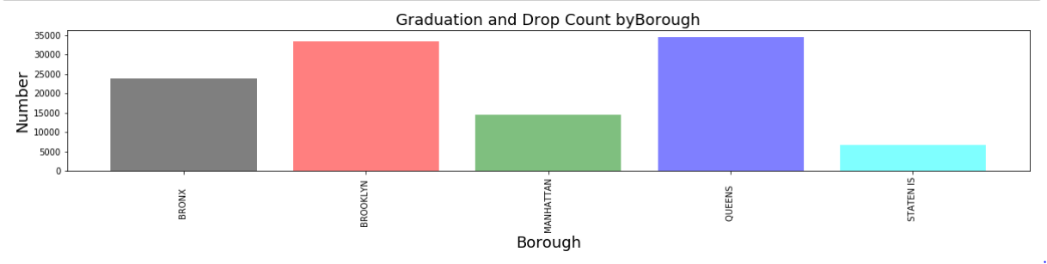 Graduation and Drop Count byBorough
Number
35000
30000
25000
20000
15000
10000
5000
0
BRONX
BROOKLYN
MANHATTAN
QUEENS
STATEN IS
Borough